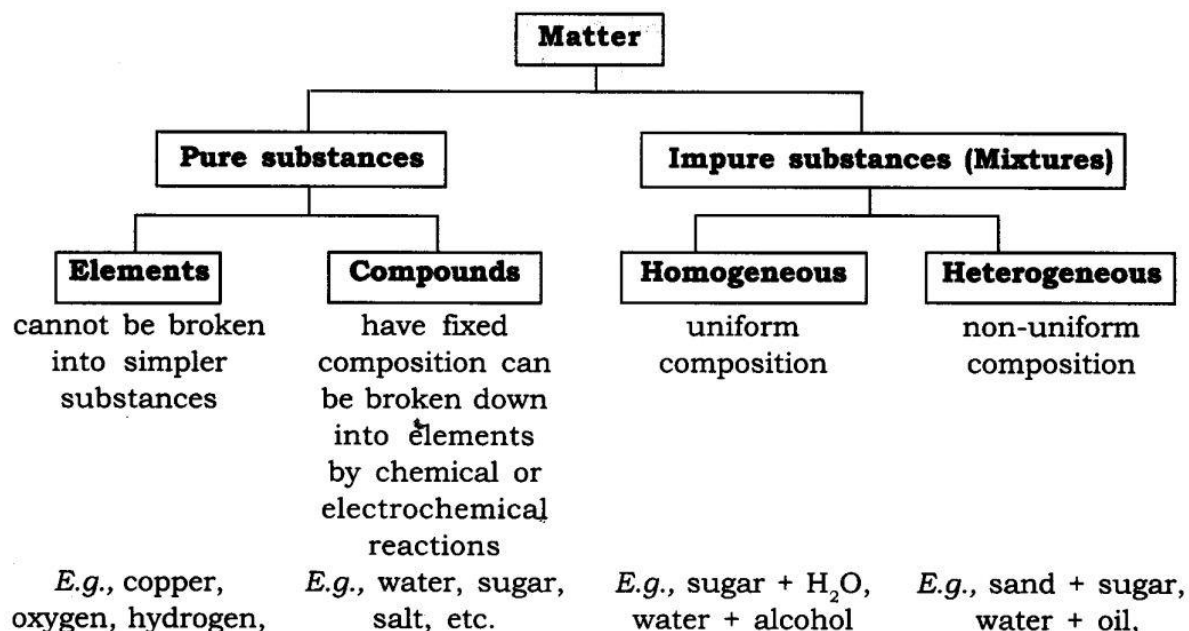 Matter
Pure substances
Impure substances (Mixtures)
Elements
cannot be broken
into simpler
substances
E.g., copper,
oxygen, hydrogen,
Compounds
have fixed
composition can
be broken down
into elements
by chemical or
electrochemical
reactions
E.g., water, sugar,
salt, etc.
Homogeneous
uniform
composition
E.g., sugar + H₂O,
water + alcohol
Heterogeneous
non-uniform
composition
E.g., sand + sugar,
water + oil,